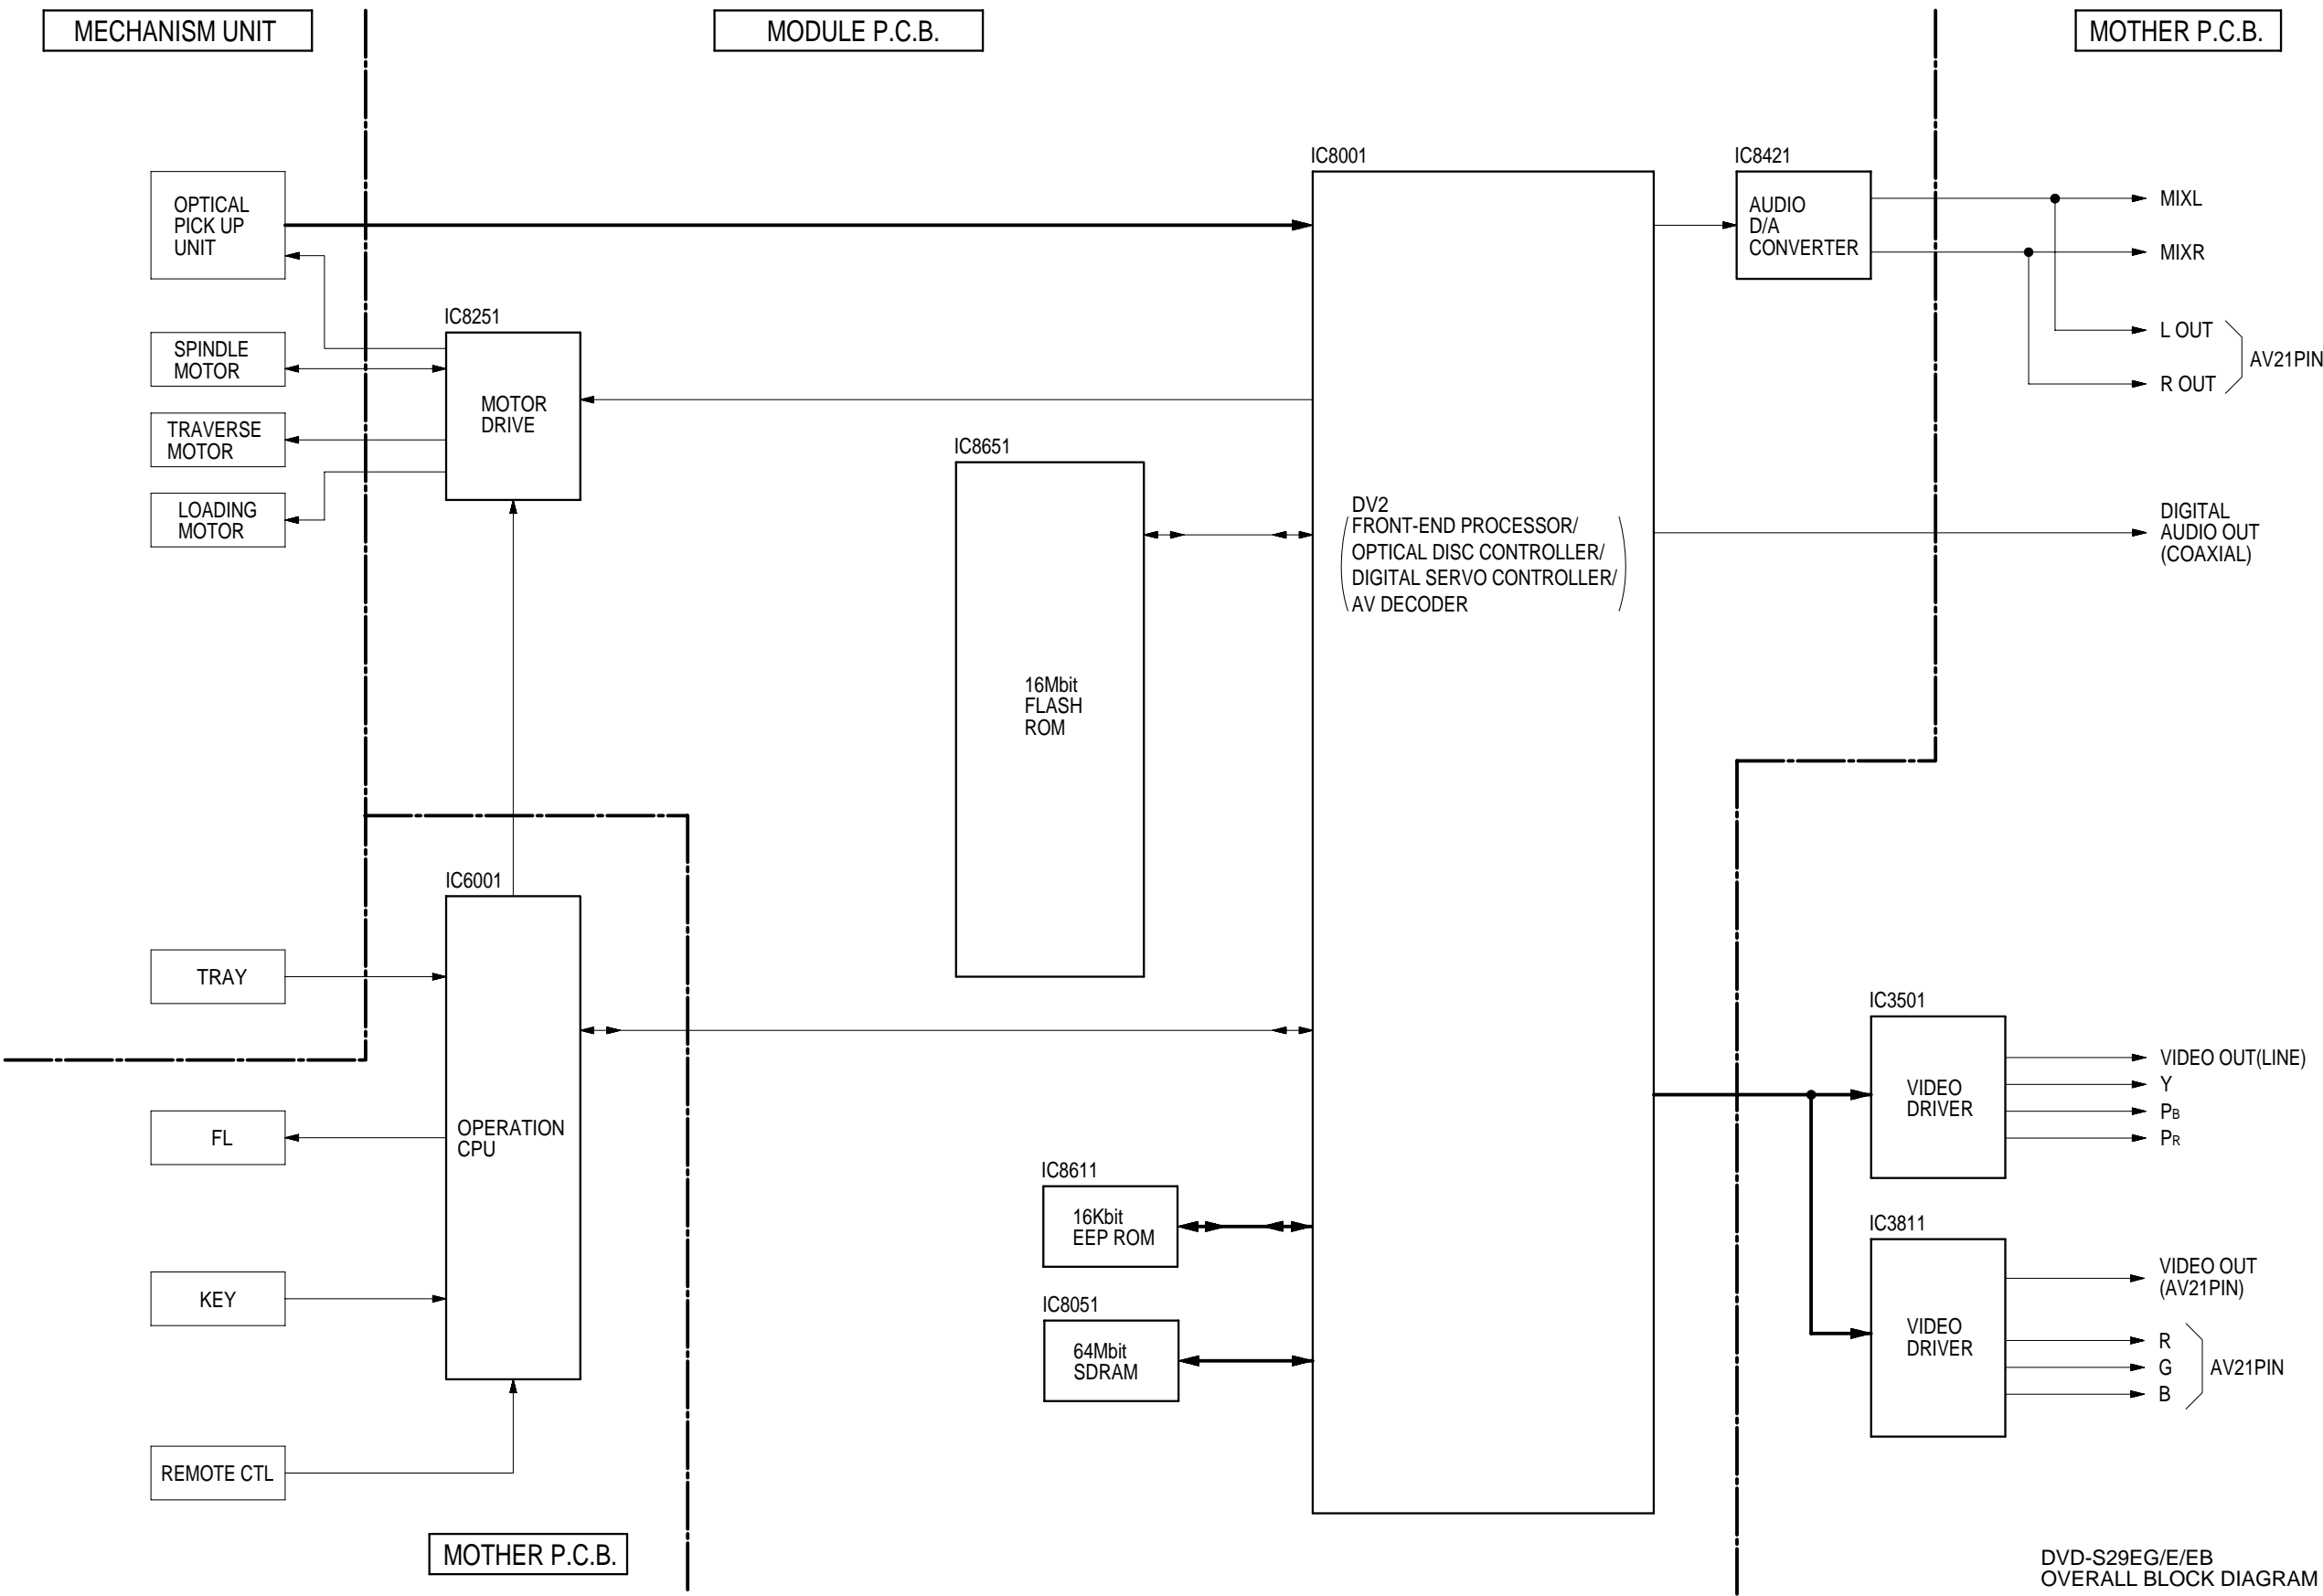 MECHANISM UNIT
MODULE P.C.B.
MOTHER P.C.B.
OPTICAL
PICK UP
UNIT
SPINDLE
MOTOR
TRAVERSE
MOTOR
LOADING
MOTOR
IC8251
MOTOR
DRIVE
IC8651
16Mbit
FLASH
ROM
IC8001
DV2
FRONT-END PROCESSOR/
OPTICAL DISC CONTROLLER/
DIGITAL SERVO CONTROLLER/
AV DECODER
IC8421
AUDIO
D/A
CONVERTER
MIXL
MIXR
L OUT
R OUT
AV21PIN
DIGITAL
AUDIO OUT
(COAXIAL)
TRAY
FL
KEY
REMOTE CTL
IC6001
OPERATION
CPU
MOTHER P.C.B.
IC8611
16Kbit
EEP ROM
IC8051
64Mbit
SDRAM
IC3501
VIDEO
DRIVER
VIDEO OUT(LINE)
Y
PB
PR
IC3811
VIDEO
DRIVER
VIDEO OUT
(AV21PIN)
R
G
B
AV21PIN
DVD-S29EG/E/EB
OVERALL BLOCK DIAGRAM